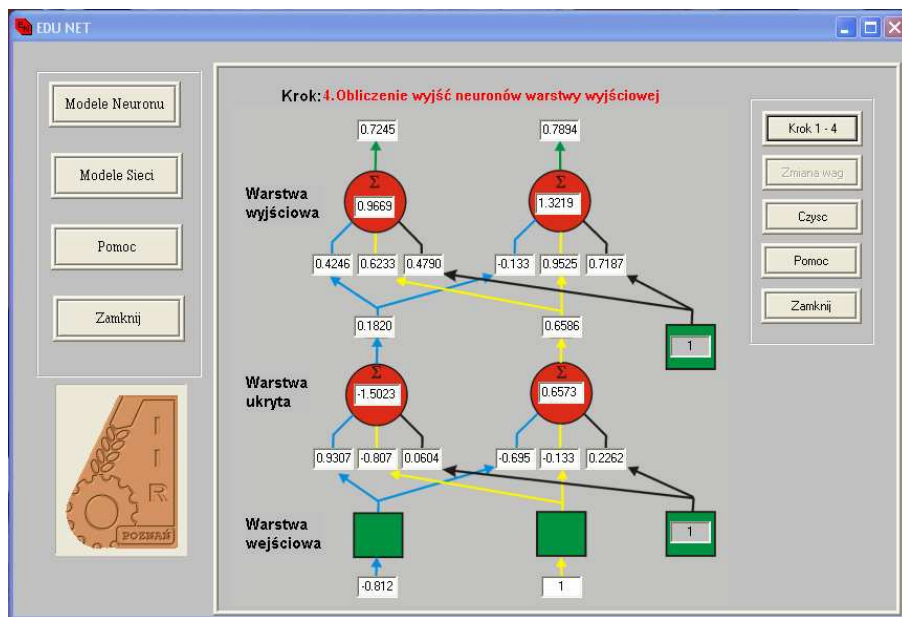 EDU NET
Modele Neuronu
Modele Sieci
Pomoc
Zamknij
I
I
R
POZNAŃ
Krok:4.Obliczenie wyjść neuronów warstwy wyjściowej
0.7245 0.7894
Warstwa
wyjściowa
Σ Σ
0.9669 1.3219
0.4246 0.6233 0.4790 -0.133 0.9525 0.7187
0.1820 0.6586
1
Warstwa
ukryta
Σ Σ
-1.5023 0.6573
0.9307 -0.807 0.0604 -0.695 -0.133 0.2262
Warstwa
wejściowa
1
-0.812 1
Krok 1 - 4
Zmiana wag
Czysc
Pomoc
Zamknij